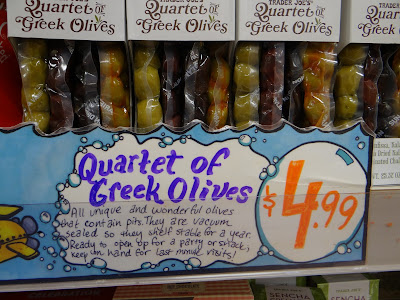 TRADER JOE'S
Quartet of
Greek Olives
TRADER JOE'S
Quartet of
Greek Olives
TRADER JOE'S
Quartet of
Greek Olives
TRADER JOE'S
Quartet of
Greek Olives
Quartet of
Greek Olives
All unique and wonderful olives
that contain pits. They are vacuum
sealed so they shelf stable for a year.
Ready to open up for a party or snack,
keep on hand for last minute visits!
$4.99
SENCHA
SENCHA